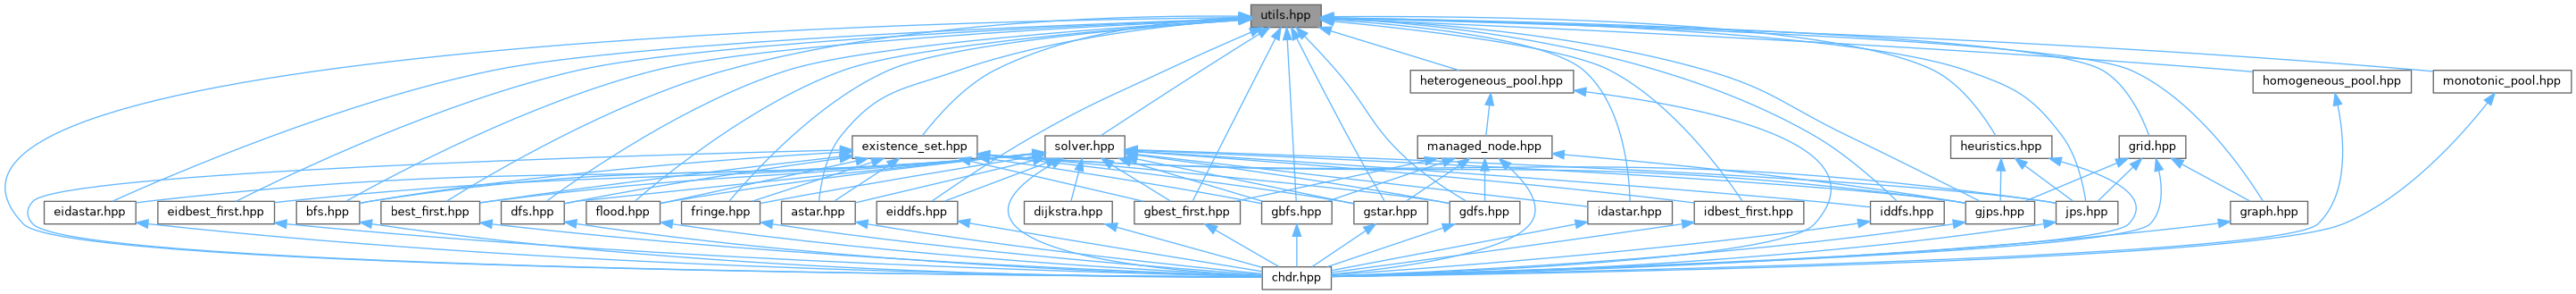 utils.hpp
heterogeneous_pool.hpp
homogeneous_pool.hpp
monotonic_pool.hpp
existence_set.hpp
solver.hpp
managed_node.hpp
heuristics.hpp
grid.hpp
eidastar.hpp
eidbest_first.hpp
bfs.hpp
best_first.hpp
dfs.hpp
flood.hpp
fringe.hpp
astar.hpp
eiddfs.hpp
dijkstra.hpp
gbest_first.hpp
gbfs.hpp
gstar.hpp
gdfs.hpp
idastar.hpp
idbest_first.hpp
iddfs.hpp
gjps.hpp
jps.hpp
graph.hpp
chdr.hpp